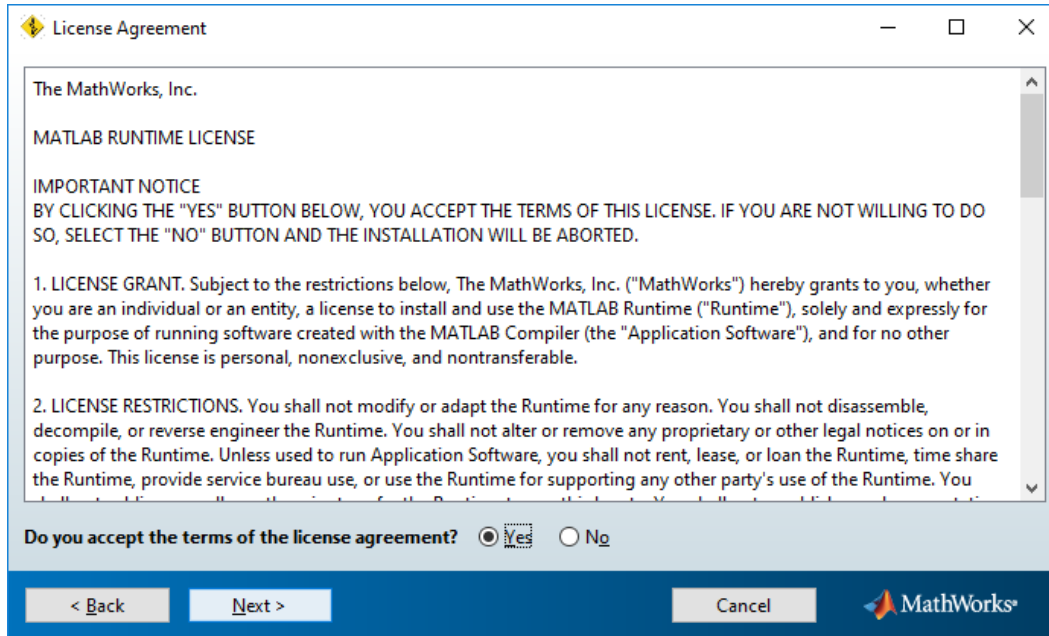 License Agreement
The MathWorks, Inc.
MATLAB RUNTIME LICENSE
IMPORTANT NOTICE
BY CLICKING THE "YES" BUTTON BELOW, YOU ACCEPT THE TERMS OF THIS LICENSE. IF YOU ARE NOT WILLING TO DO
SO, SELECT THE "NO" BUTTON AND THE INSTALLATION WILL BE ABORTED.
1. LICENSE GRANT. Subject to the restrictions below, The MathWorks, Inc. ("MathWorks") hereby grants to you, whether
you are an individual or an entity, a license to install and use the MATLAB Runtime ("Runtime"), solely and expressly for
the purpose of running software created with the MATLAB Compiler (the "Application Software"), and for no other
purpose. This license is personal, nonexclusive, and nontransferable.
2. LICENSE RESTRICTIONS. You shall not modify or adapt the Runtime for any reason. You shall not disassemble,
decompile, or reverse engineer the Runtime. You shall not alter or remove any proprietary or other legal notices on or in
copies of the Runtime. Unless used to run Application Software, you shall not rent, lease, or loan the Runtime, time share
the Runtime, provide service bureau use, or use the Runtime for supporting any other party's use of the Runtime. You
Do you accept the terms of the license agreement? Yes No
< Back Next > Cancel MathWorks®